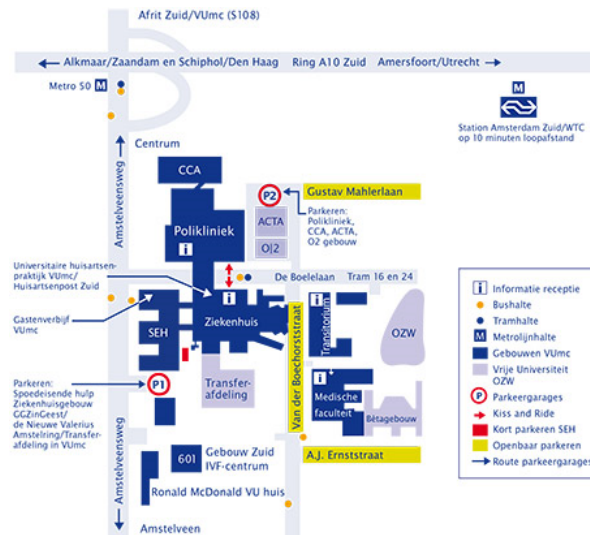 Afrit Zuid/VUmc (S108)
Alkmaar/Zaandam en Schiphol/Den Haag Ring A10 Zuid Amersfoort/Utrecht
Metro 50 M
M
Station Amsterdam Zuid/WTC
op 10 minuten loopafstand
Amstelveensweg
Centrum
CCA
P2
Gustav Mahlerlaan
Parkeren:
Polikliniek,
CCA, ACTA,
O2 gebouw
Polikliniek
i
ACTA
O|2
Universitaire huisartsen-
praktijk VUmc/
Huisartsenpost Zuid
De Boelelaan Tram 16 en 24
Gastenverbijf
VUmc
SEH
i
Ziekenhuis
Van der Boechorststraat
i
Transitorium
OZW
Parkeren:
Spoedeisende hulp
Ziekenhuisgebouw
GGZinGeest/
de Nieuwe Valerius
Amstelring/Transfer-
afdeling in VUmc
P1
Transfer-
afdeling
i
Medische
faculteit
Bètagebouw
Amstelveensweg
601
Gebouw Zuid
IVF-centrum
A.J. Ernststraat
Ronald McDonald VU huis
Amstelveen
i Informatie receptie
Bushalte
Tramhalte
M Metrolijnhalte
Gebouwen VUmc
Vrije Universiteit
OZW
P Parkeergarages
Kiss and Ride
Kort parkeren SEH
Openbaar parkeren
Route parkeergarages